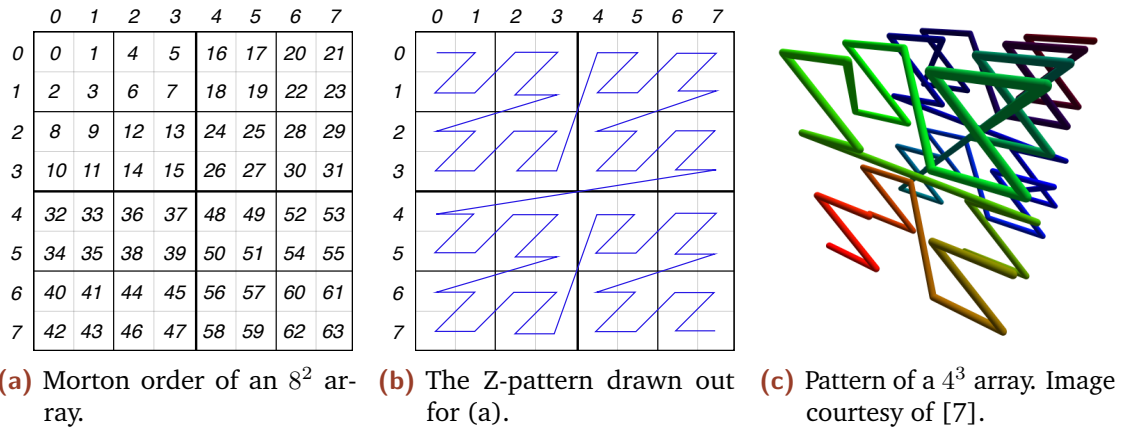 0 1 2 3 4 5 6 7
0 0 1 4 5 16 17 20 21
1 2 3 6 7 18 19 22 23
2 8 9 12 13 24 25 28 29
3 10 11 14 15 26 27 30 31
4 32 33 36 37 48 49 52 53
5 34 35 38 39 50 51 54 55
6 40 41 44 45 56 57 60 61
7 42 43 46 47 58 59 62 63
(a) Morton order of an 8² ar-
ray.
0 1 2 3 4 5 6 7
0
1
2
3
4
5
6
7
(b) The Z-pattern drawn out
for (a).
(c) Pattern of a 4³ array. Image
courtesy of [7].